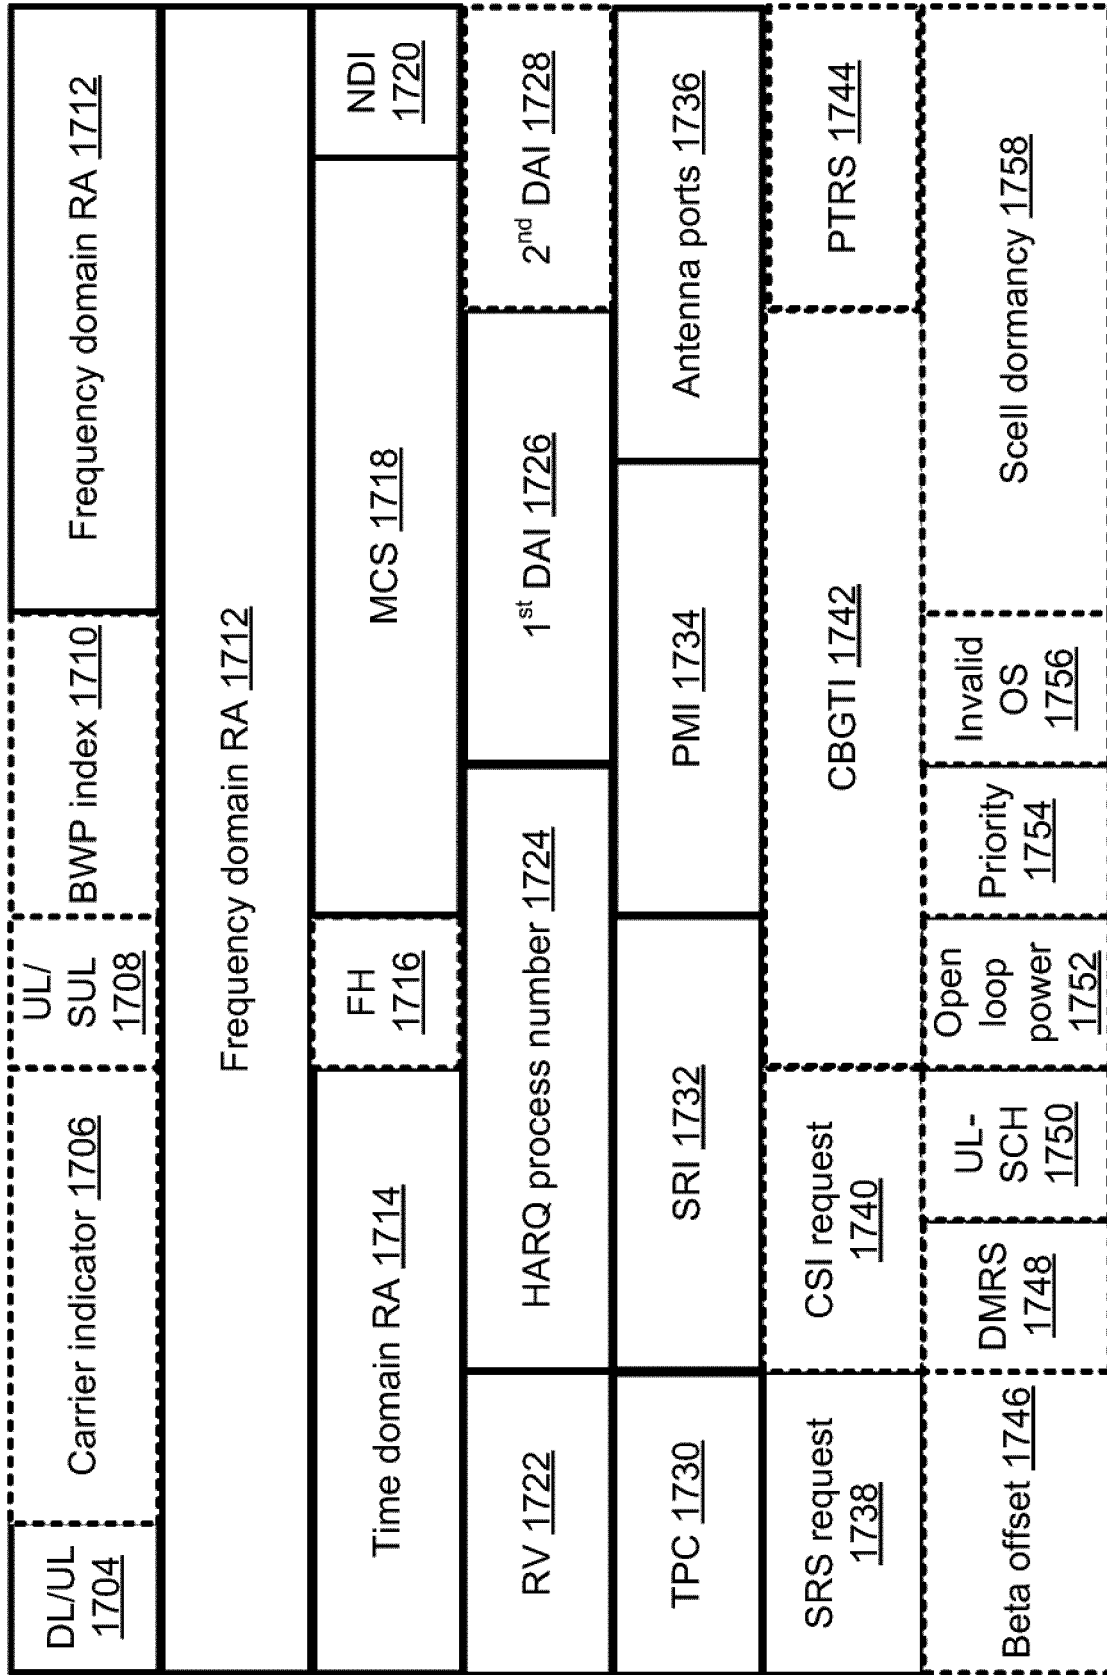 DL/UL
1704
Carrier indicator 1706
UL/
SUL
1708
BWP index 1710
Frequency domain RA 1712
Frequency domain RA 1712
Time domain RA 1714
FH
1716
MCS 1718
NDI
1720
RV 1722
HARQ process number 1724
1st DAI 1726
2nd DAI 1728
TPC 1730
SRI 1732
PMI 1734
Antenna ports 1736
SRS request
1738
CSI request
1740
CBGTI 1742
PTRS 1744
Beta offset 1746
DMRS
1748
UL-
SCH
1750
Open
loop
power
1752
Priority
1754
Invalid
OS
1756
Scell dormancy 1758